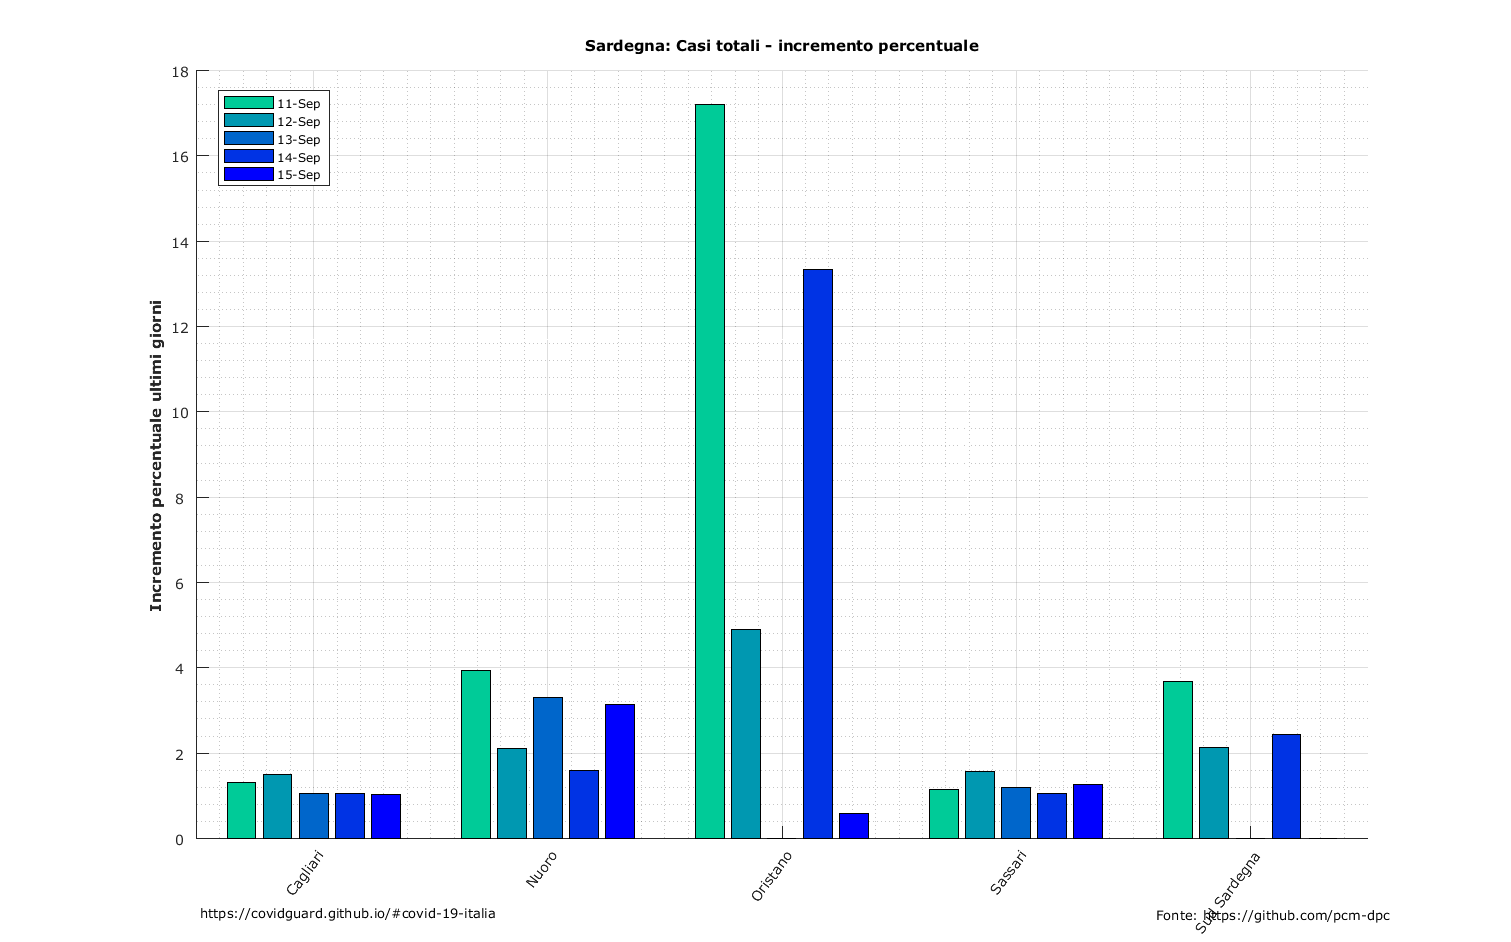 Sardegna: Casi totali - incremento percentuale
Incremento percentuale ultimi giorni
18
16
14
12
10
8
6
4
2
0
11-Sep
12-Sep
13-Sep
14-Sep
15-Sep
Cagliari
Nuoro
Oristano
Sassari
Sud Sardegna
https://covidguard.github.io/#covid-19-italia
Fonte: https://github.com/pcm-dpc